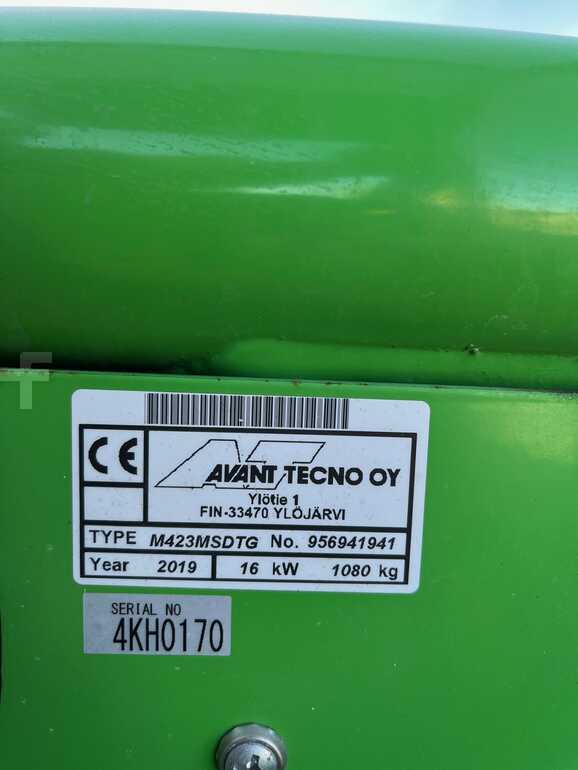 F
CE
AT
AVANT TECNO OY
Ylötie 1
FIN-33470 YLÖJÄRVI
TYPE M423MSDTG No. 956941941
Year 2019 16 kW 1080 kg
SERIAL NO
4KH0170